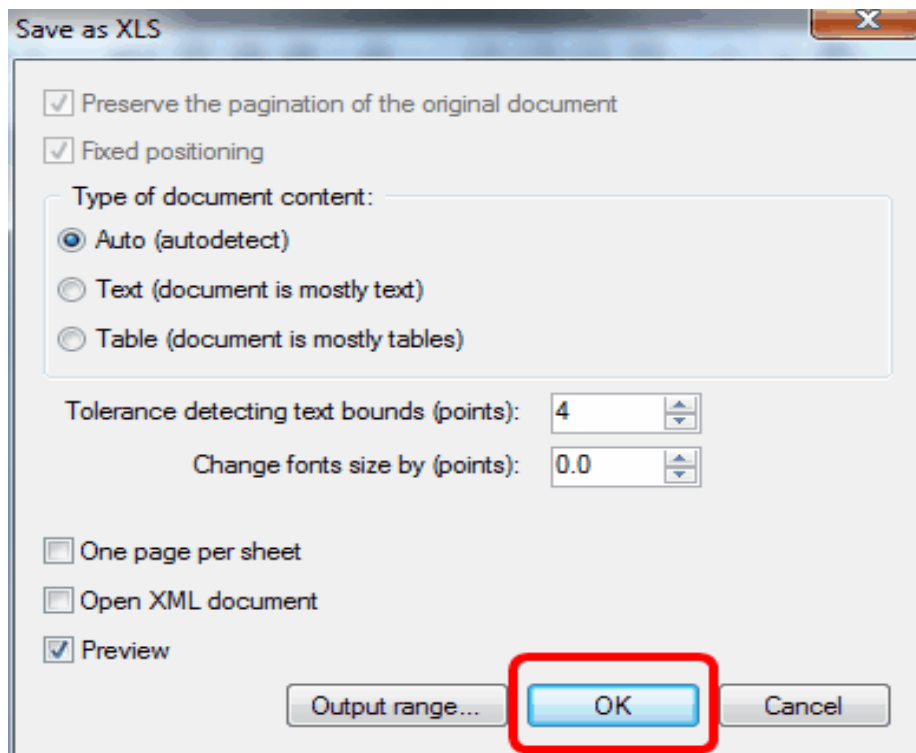 Save as XLS
Preserve the pagination of the original document
Fixed positioning
Type of document content:
Auto (autodetect)
Text (document is mostly text)
Table (document is mostly tables)
Tolerance detecting text bounds (points): 4
Change fonts size by (points): 0.0
One page per sheet
Open XML document
Preview
Output range... OK Cancel